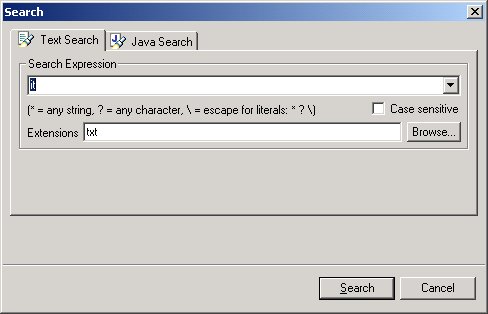 Search
Text Search
Java Search
Search Expression
it
(* = any string, ? = any character, \ = escape for literals: * ? \)
Case sensitive
Extensions
txt
Browse...
Search
Cancel